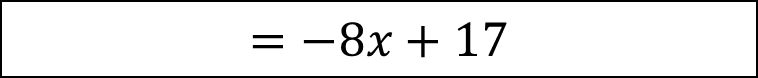 = −8x + 17